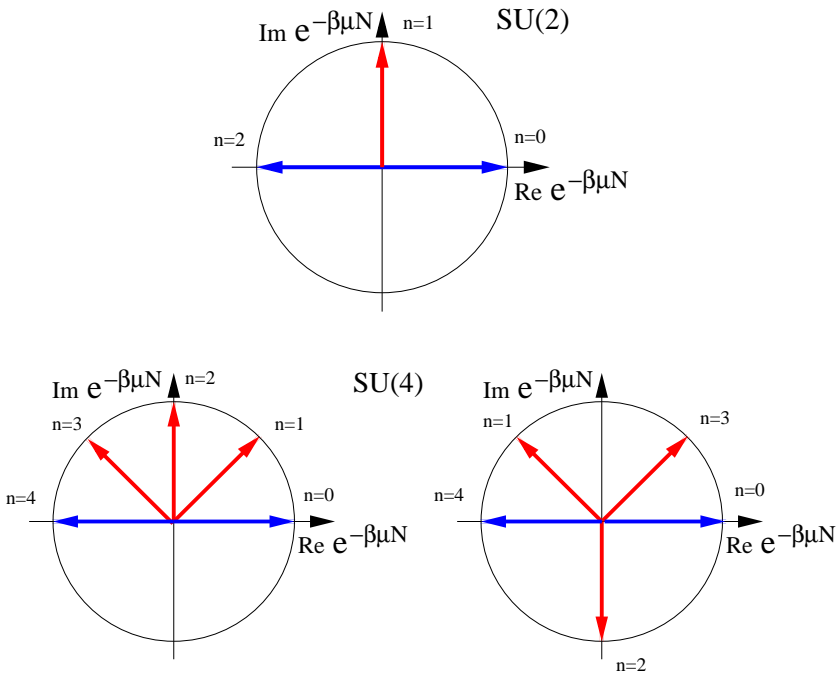 Im e^{-βμN} n=1 SU(2)
n=2 n=0
Re e^{-βμN}
Im e^{-βμN} n=2 SU(4) Im e^{-βμN}
n=3 n=1 n=1 n=3
n=4 n=0 n=4 n=0
Re e^{-βμN} Re e^{-βμN}
n=2